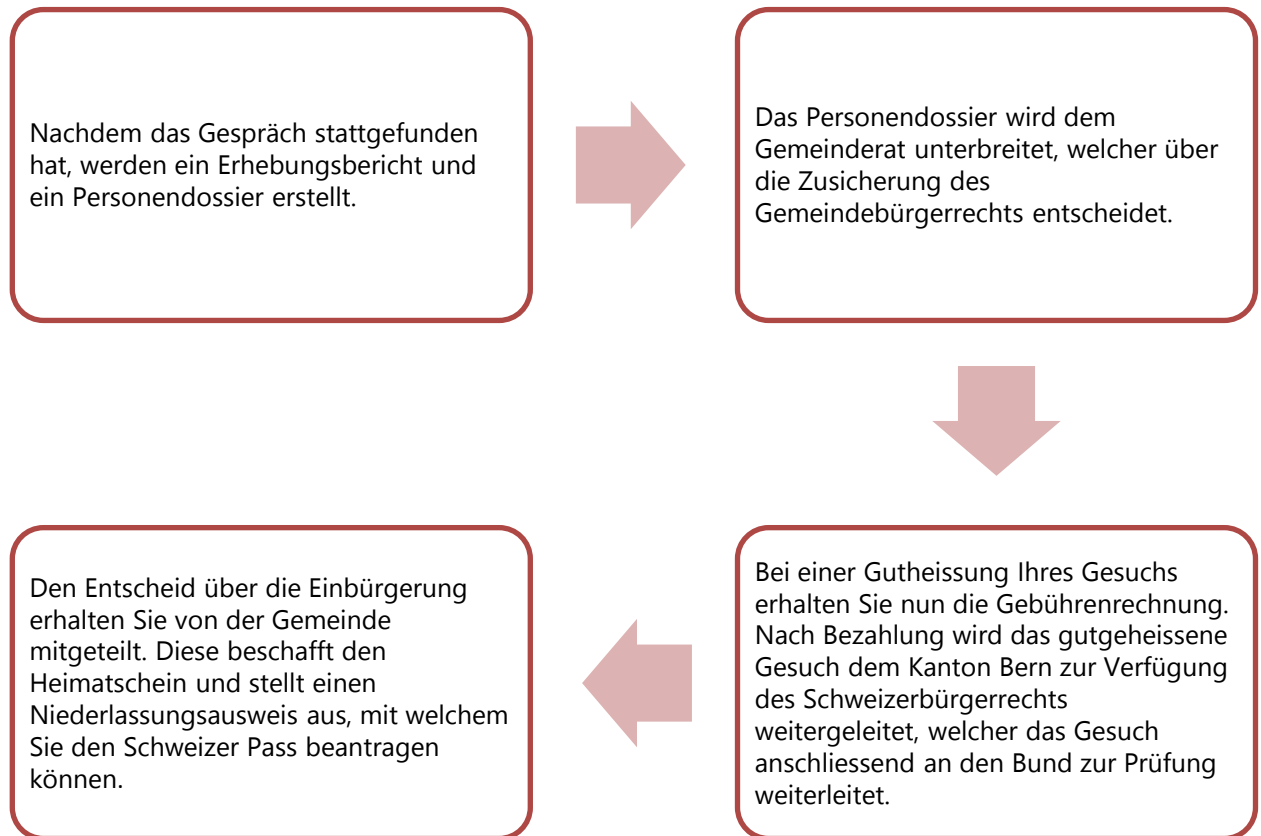 Nachdem das Gespräch stattgefunden
hat, werden ein Erhebungsbericht und
ein Personendossier erstellt.
Das Personendossier wird dem
Gemeinderat unterbreitet, welcher über
die Zusicherung des
Gemeindebürgerrechts entscheidet.
Bei einer Gutheissung Ihres Gesuchs
erhalten Sie nun die Gebührenrechnung.
Nach Bezahlung wird das gutgeheissene
Gesuch dem Kanton Bern zur Verfügung
des Schweizerbürgerrechts
weitergeleitet, welcher das Gesuch
anschliessend an den Bund zur Prüfung
weiterleitet.
Den Entscheid über die Einbürgerung
erhalten Sie von der Gemeinde
mitgeteilt. Diese beschafft den
Heimatschein und stellt einen
Niederlassungsausweis aus, mit welchem
Sie den Schweizer Pass beantragen
können.